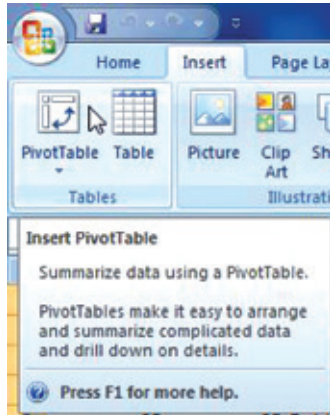 Home Insert Page La
PivotTable Table Picture Clip Art Sh
Tables Illustrati
Insert PivotTable
Summarize data using a PivotTable.
PivotTables make it easy to arrange
and summarize complicated data
and drill down on details.
Press F1 for more help.